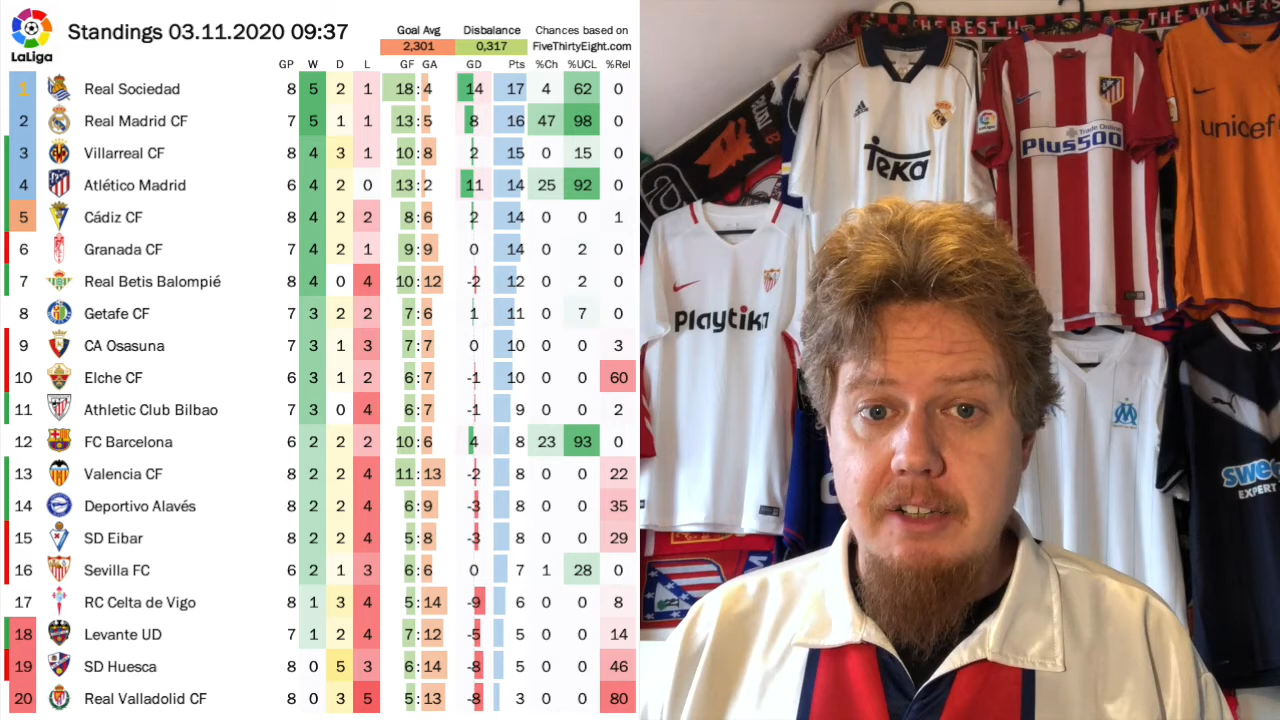 LaLiga
Standings 03.11.2020 09:37
Goal Avg Disbalance Chances based on
2,301 0,317 FiveThirtyEight.com
GP W D L GF GA GD Pts %Ch %UCL %Rel
1 Real Sociedad 8 5 2 1 18:4 14 17 4 62 0
2 Real Madrid CF 7 5 1 1 13:5 8 16 47 98 0
3 Villarreal CF 8 4 3 1 10:8 2 15 0 15 0
4 Atlético Madrid 6 4 2 0 13:2 11 14 25 92 0
5 Cádiz CF 8 4 2 2 8:6 2 14 0 0 1
6 Granada CF 7 4 2 1 9:9 0 14 0 2 0
7 Real Betis Balompié 8 4 0 4 10:12 -2 12 0 2 0
8 Getafe CF 7 3 2 2 7:6 1 11 0 7 0
9 CA Osasuna 7 3 1 3 7:7 0 10 0 0 3
10 Elche CF 6 3 1 2 6:7 -1 10 0 0 60
11 Athletic Club Bilbao 7 3 0 4 6:7 -1 9 0 0 2
12 FC Barcelona 6 2 2 2 10:6 4 8 23 93 0
13 Valencia CF 8 2 2 4 11:13 -2 8 0 0 22
14 Deportivo Alavés 8 2 2 4 6:9 -3 8 0 0 35
15 SD Eibar 8 2 2 4 5:8 -3 8 0 0 29
16 Sevilla FC 6 2 1 3 6:6 0 7 1 28 0
17 RC Celta de Vigo 8 1 3 4 5:14 -9 6 0 0 8
18 Levante UD 7 1 2 4 7:12 -5 5 0 0 14
19 SD Huesca 8 0 5 3 6:14 -8 5 0 0 46
20 Real Valladolid CF 8 0 3 5 5:13 -8 3 0 0 80
THE BEST !!
THE WINNERS
adidas
Teka
Trade Online
Plus500
unicef
Playtika
EXPERT